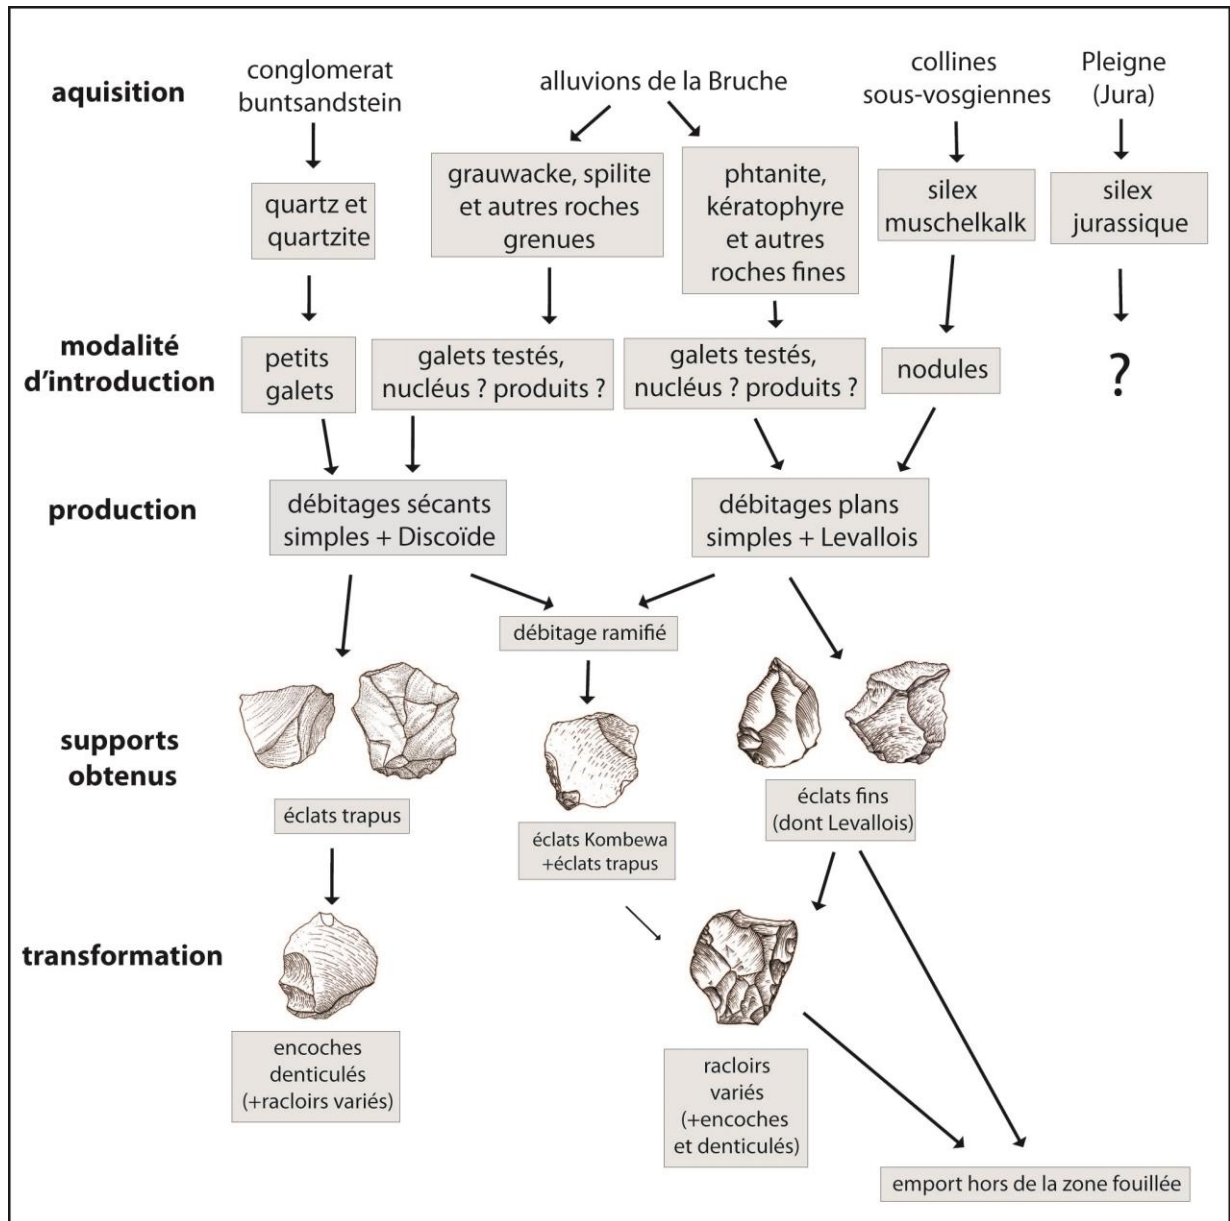 aquisition
conglomerat
buntsandstein
alluvions de la Bruche
collines
sous-vosgiennes
Pleigne
(Jura)
quartz et
quartzite
grauwacke, spilite
et autres roches
grenues
phtanite,
kératophyre
et autres
roches fines
silex
muschelkalk
silex
jurassique
modalité
d'introduction
petits
galets
galets testés,
nucléus ? produits ?
galets testés,
nucléus ? produits ?
nodules
?
production
débitages sécants
simples + Discoïde
débitages plans
simples + Levallois
débitage ramifié
supports
obtenus
éclats trapus
éclats Kombewa
+éclats trapus
éclats fins
(dont Levallois)
transformation
encoches
denticulés
(+racloirs variés)
racloirs
variés
(+encoches
et denticulés)
emport hors de la zone fouillée